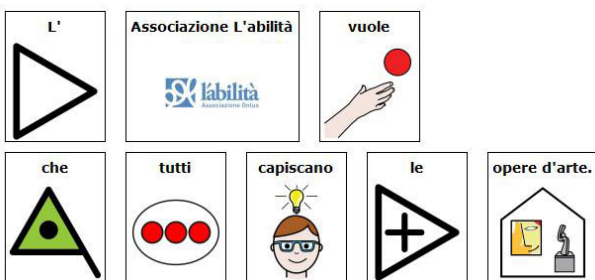 L' Associazione L'abilità vuole
l'abilità
Associazione Onlus
che tutti capiscano le opere d'arte.